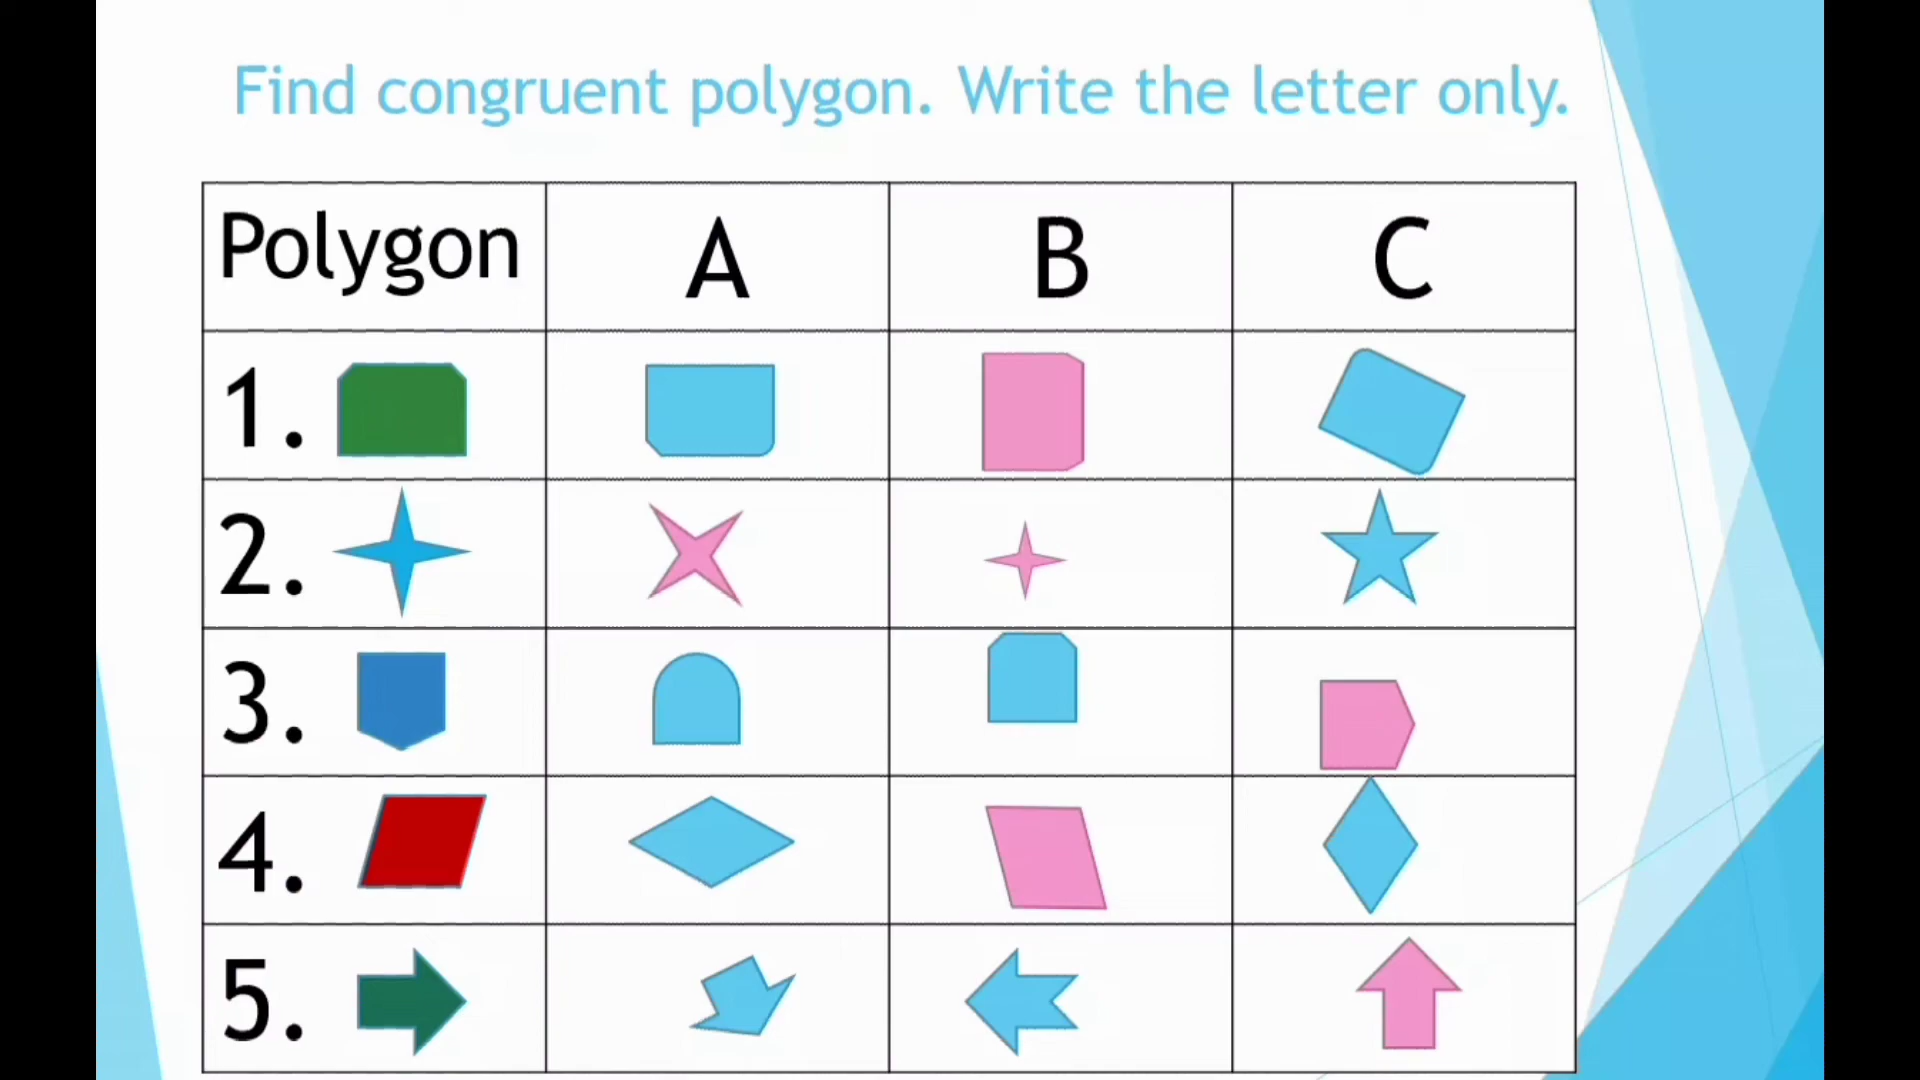 Find congruent polygon. Write the letter only.
Polygon A B C
1.
2.
3.
4.
5.